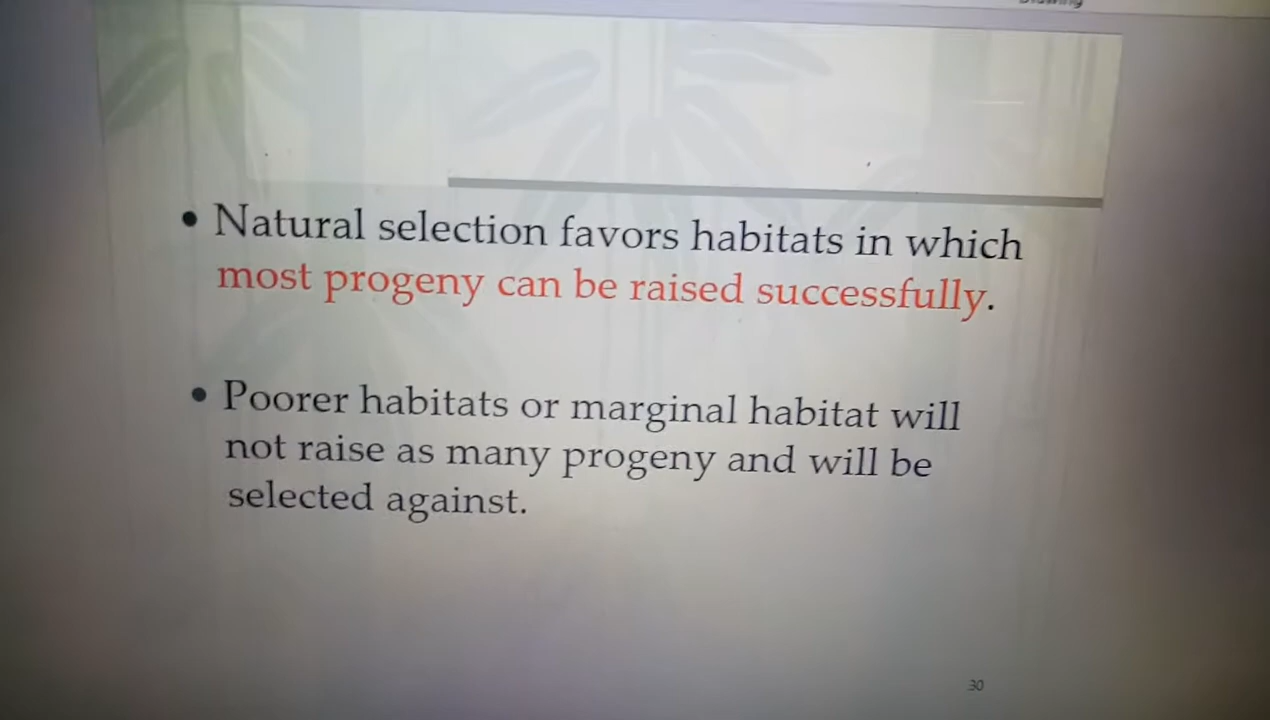 • Natural selection favors habitats in which
most progeny can be raised successfully.
• Poorer habitats or marginal habitat will
not raise as many progeny and will be
selected against.
30